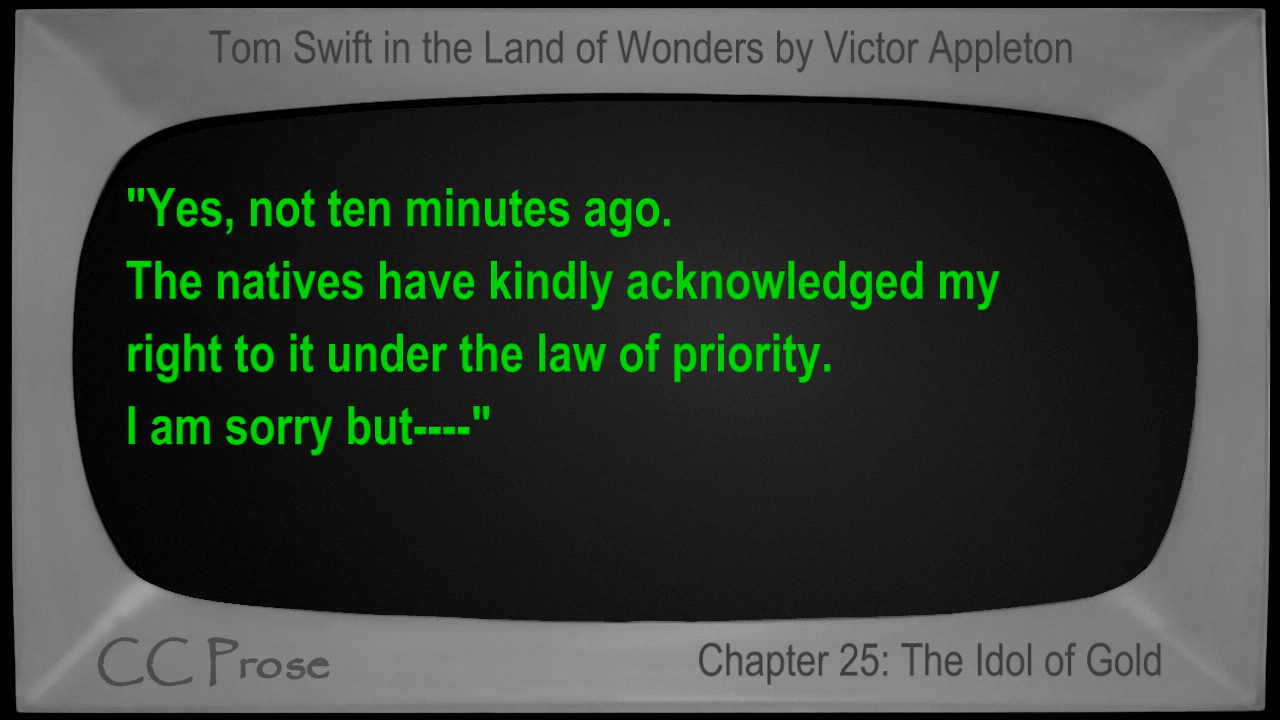 Tom Swift in the Land of Wonders by Victor Appleton
"Yes, not ten minutes ago.
The natives have kindly acknowledged my
right to it under the law of priority.
I am sorry but----"
CC Prose
Chapter 25: The Idol of Gold